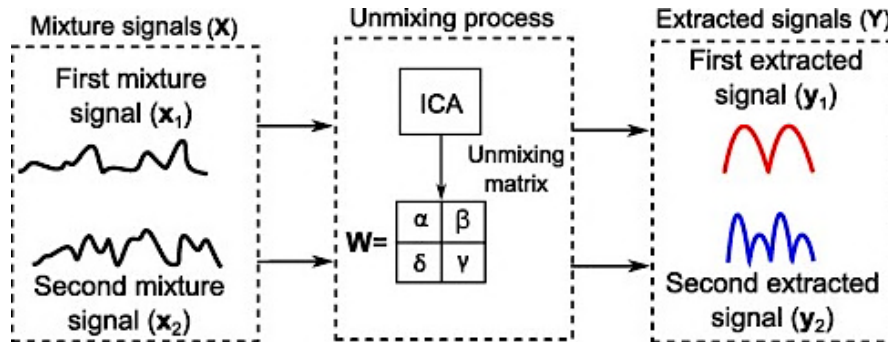 Mixture signals (X)
First mixture
signal (x₁)
Second mixture
signal (x₂)
Unmixing process
ICA
Unmixing
matrix
W=
α β
δ γ
Extracted signals (Y)
First extracted
signal (y₁)
Second extracted
signal (y₂)